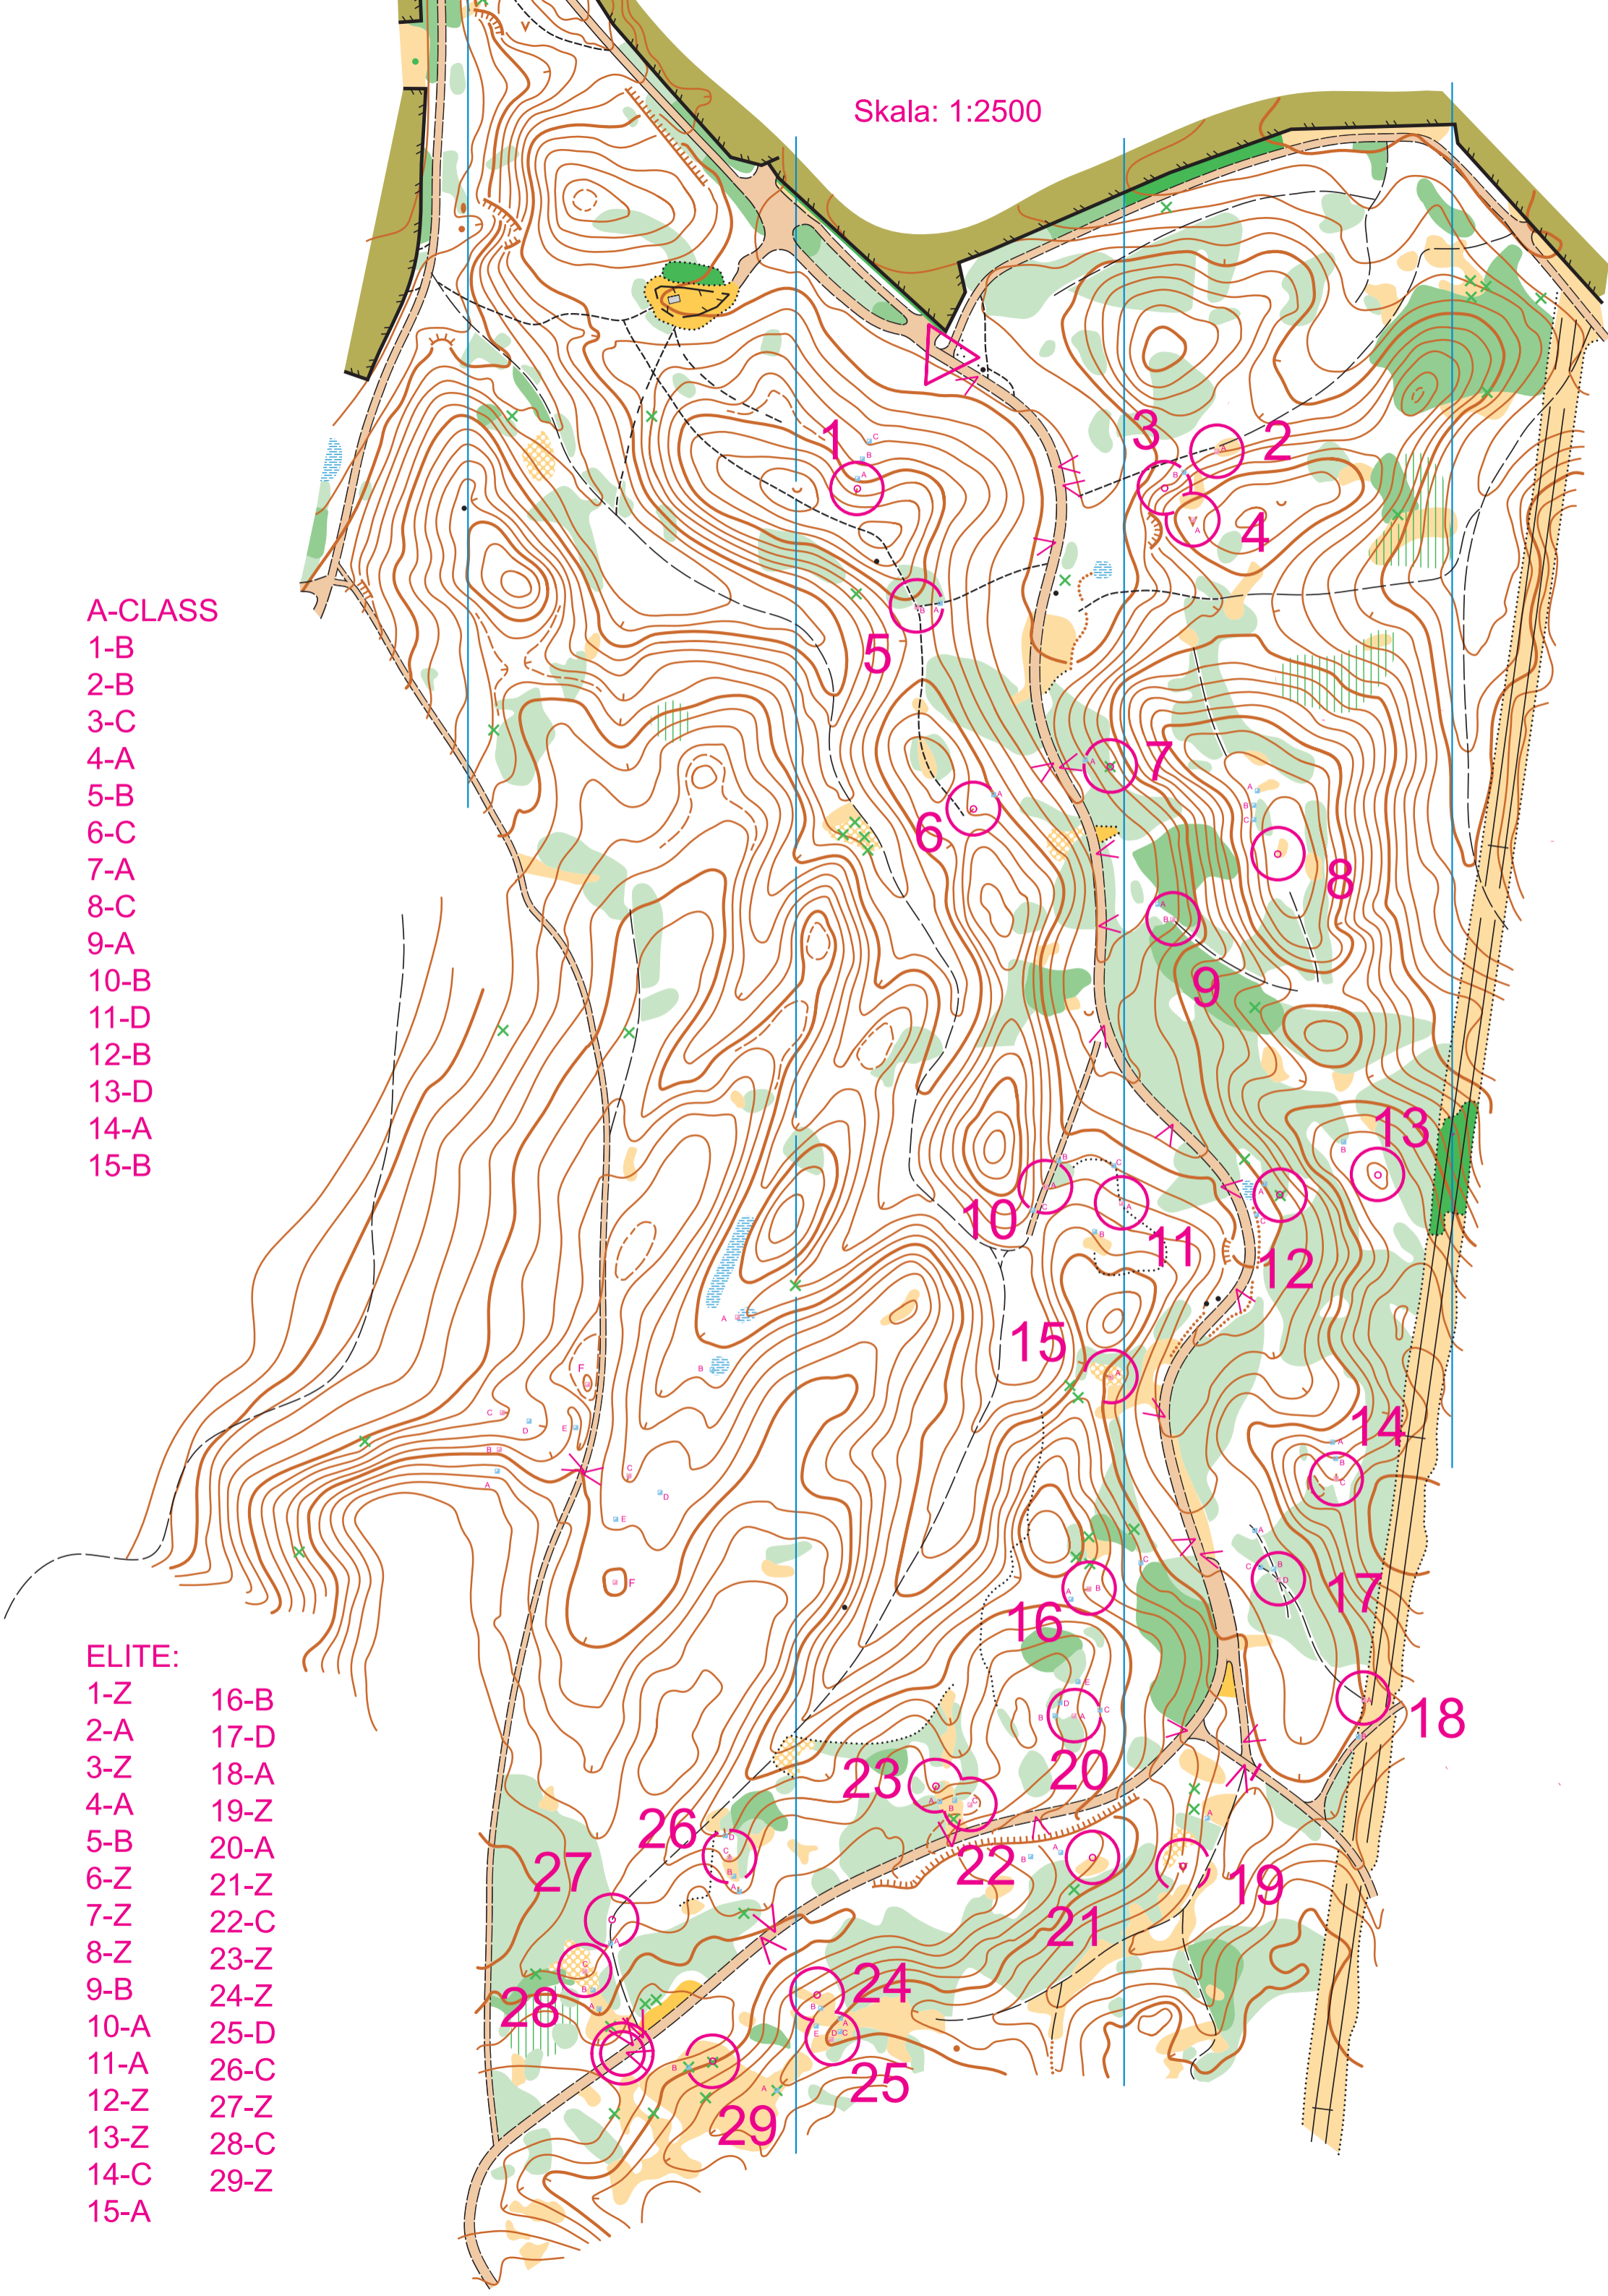 Skala: 1:2500
1
C
B
A
3
2
B
A
4
A
5
B
A
A-CLASS
1-B
2-B
3-C
4-A
5-B
6-C
7-A
8-C
9-A
10-B
11-D
12-B
13-D
14-A
15-B
A
7
6
A
A
B
C
8
A
B
9
13
B
B
C
A
10
C
A
11
B
A
C
12
A
B
15
A
F
C
D
E
B
A
C
D
E
F
14
A
B
C
A
C
B
D
17
C
A
B
16
E
D
B
A
C
20
A
18
23
A
B
C
22
A
B
21
A
19
26
D
C
B
A
27
A
C
B
A
28
24
B
A
E
D
C
25
B
A
29
ELITE:
1-Z
2-A
3-Z
4-A
5-B
6-Z
7-Z
8-Z
9-B
10-A
11-A
12-Z
13-Z
14-C
15-A
16-B
17-D
18-A
19-Z
20-A
21-Z
22-C
23-Z
24-Z
25-D
26-C
27-Z
28-C
29-Z